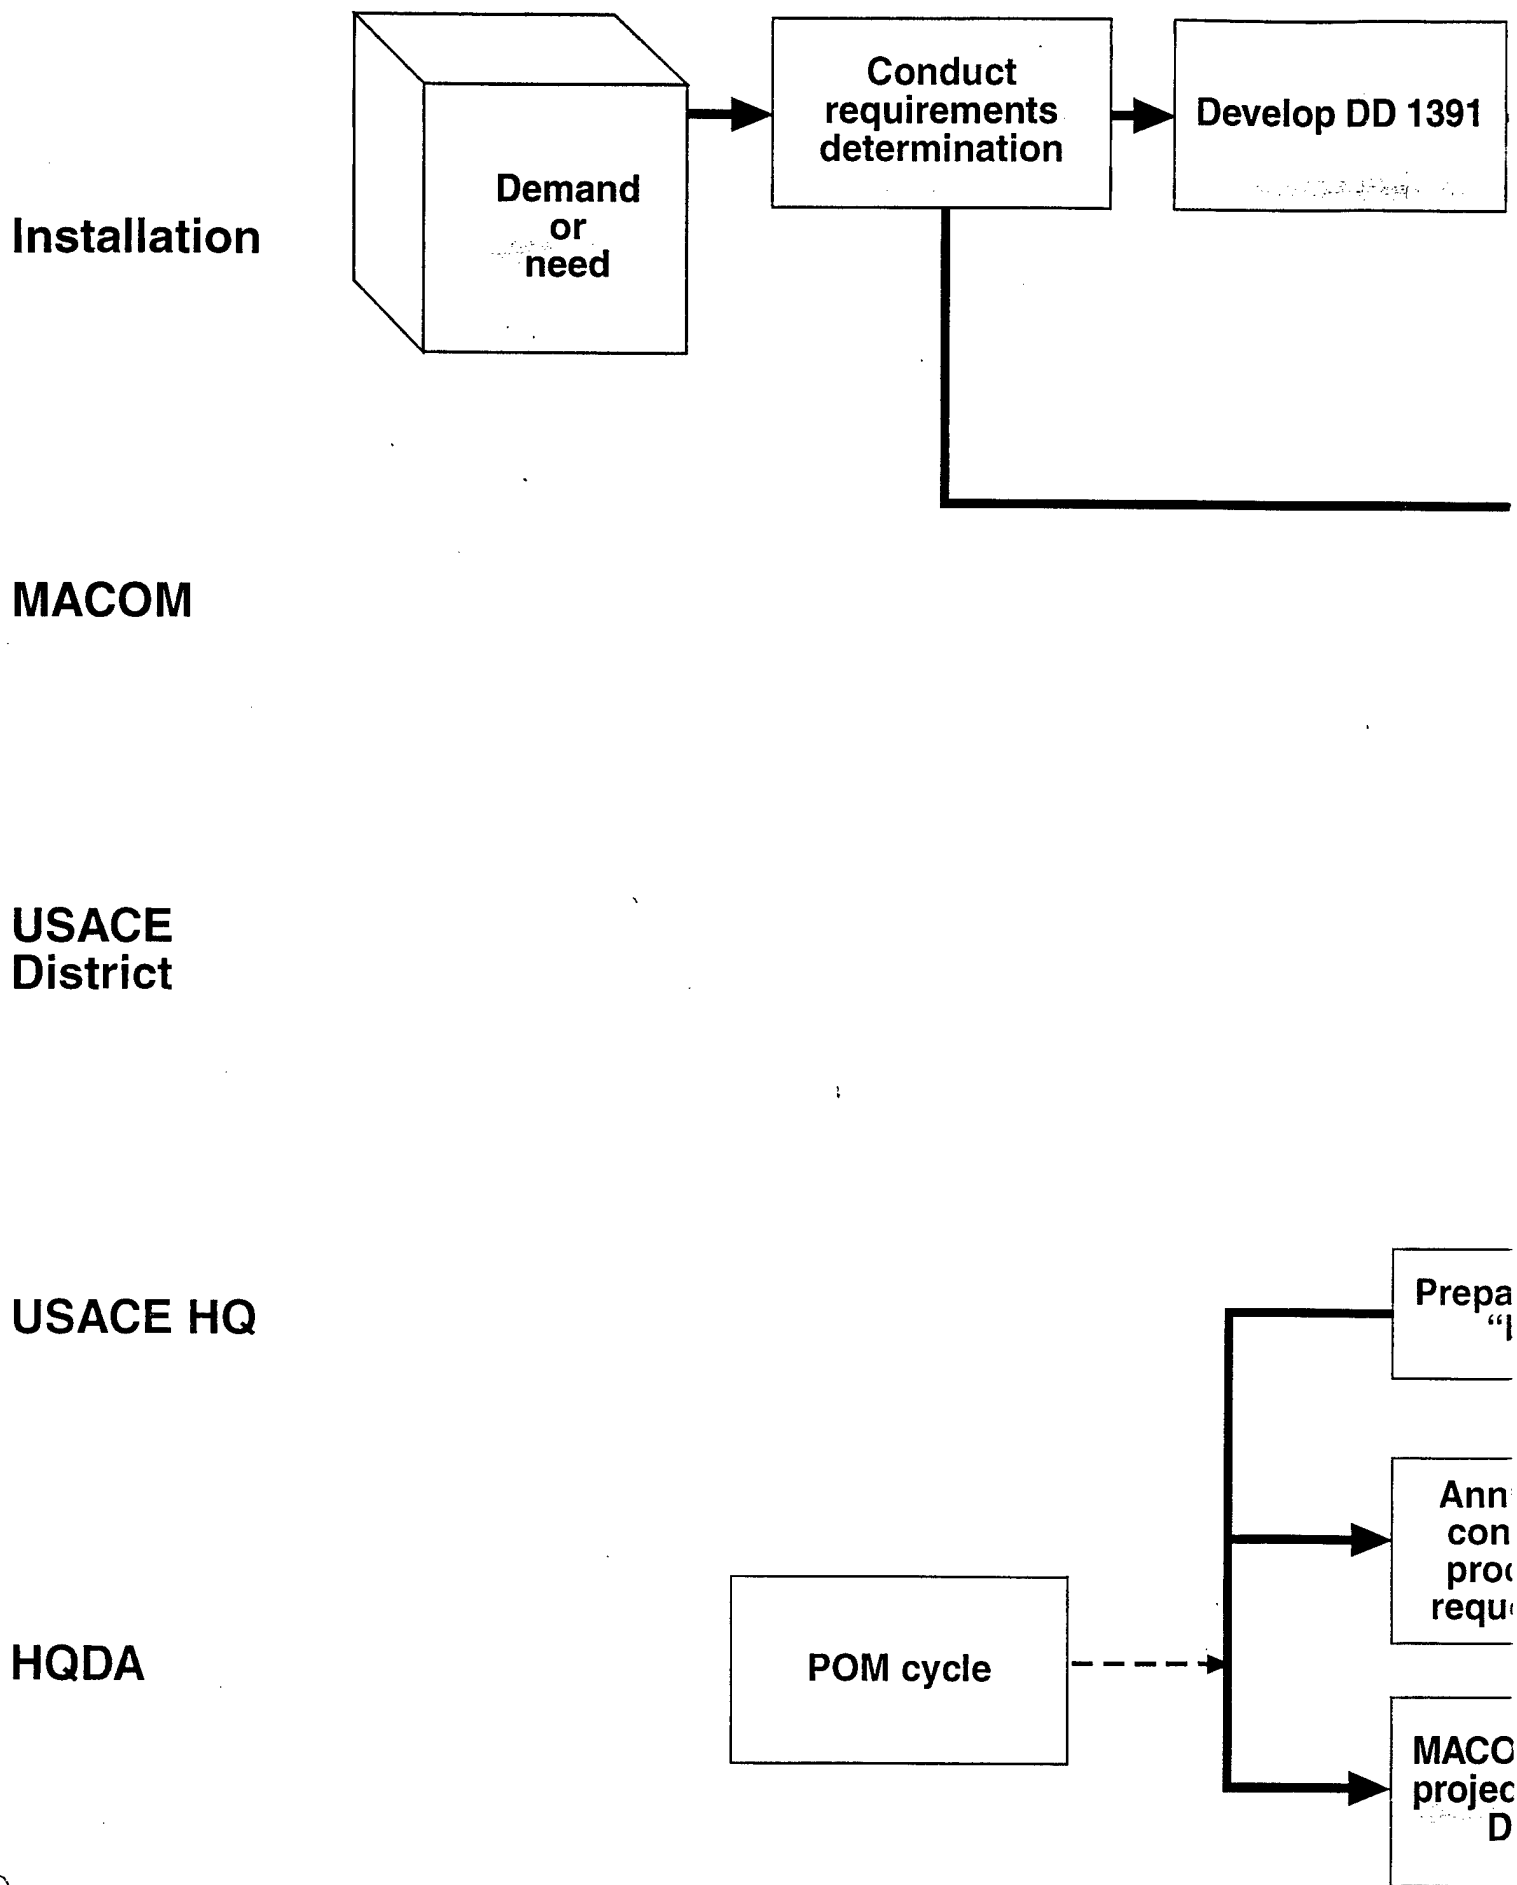 Conduct
requirements
determination
Develop DD 1391
Demand
or
need
Installation
MACOM
USACE
District
USACE HQ
HQDA
POM cycle